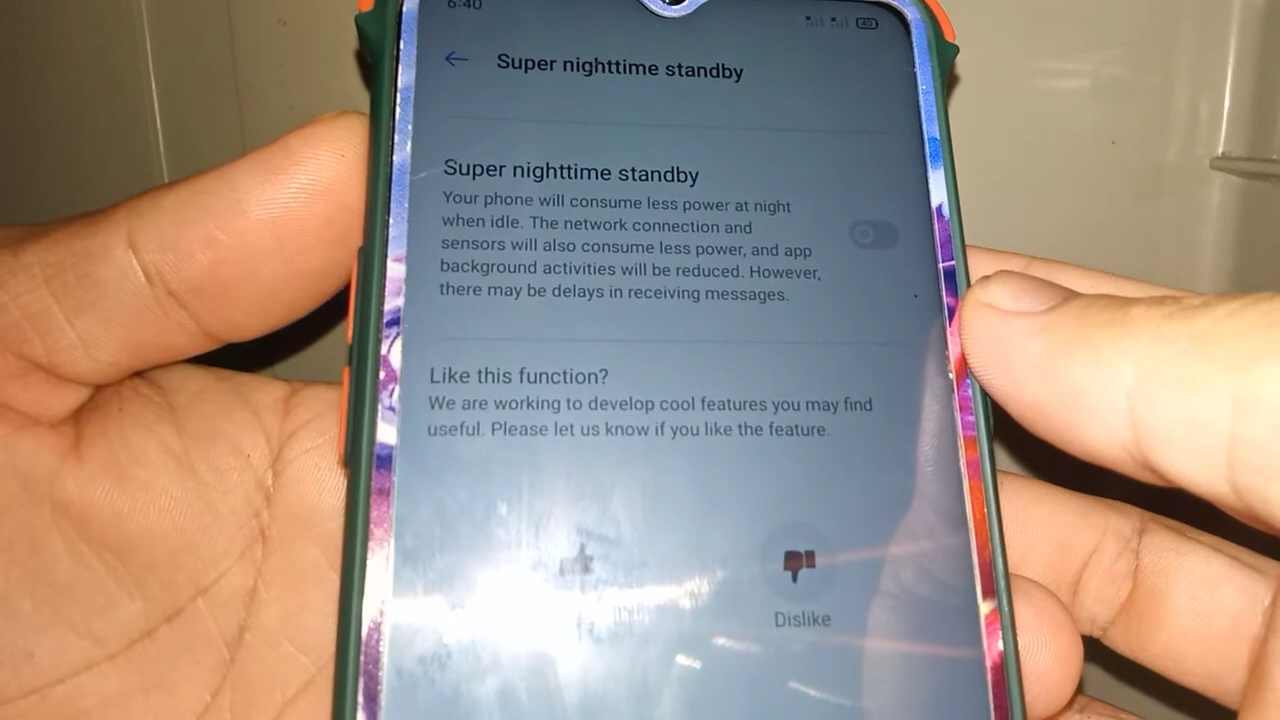 6:40
40
Super nighttime standby
Super nighttime standby
Your phone will consume less power at night
when idle. The network connection and
sensors will also consume less power, and app
background activities will be reduced. However,
there may be delays in receiving messages.
Like this function?
We are working to develop cool features you may find
useful. Please let us know if you like the feature.
Dislike